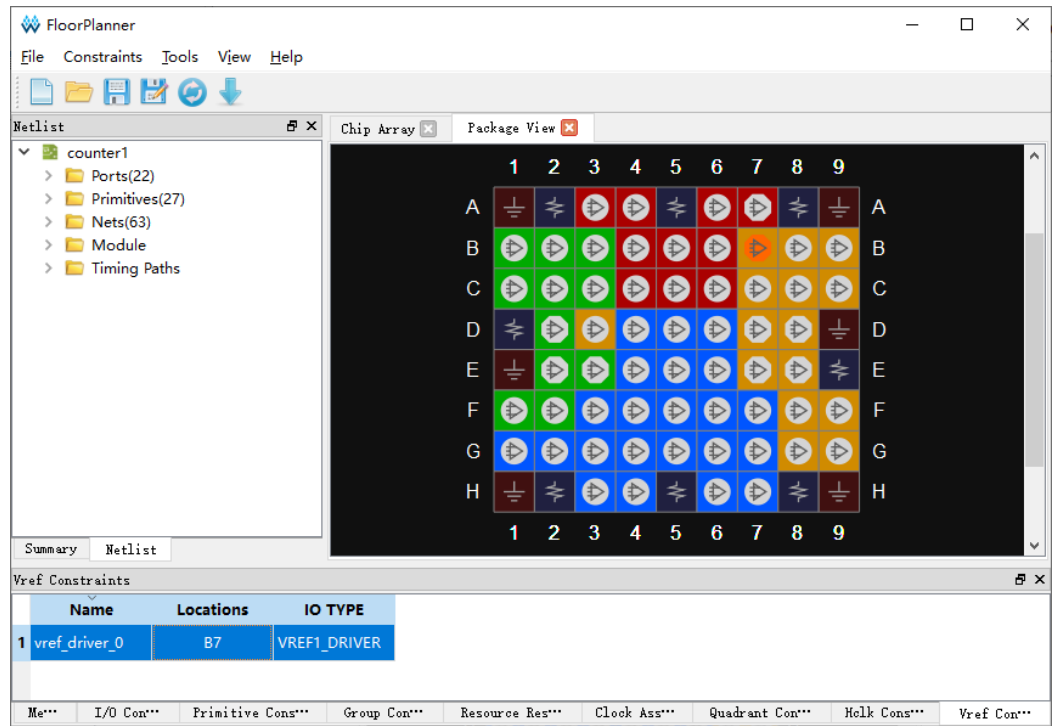 FloorPlanner
File Constraints Tools View Help
Netlist
Chip Array Package View
counter1
Ports(22)
Primitives(27)
Nets(63)
Module
Timing Paths
1 2 3 4 5 6 7 8 9
A A
B B
C C
D D
E E
F F
G G
H H
1 2 3 4 5 6 7 8 9
Summary Netlist
Vref Constraints
Name Locations IO TYPE
1 vref_driver_0 B7 VREF1_DRIVER
Me··· I/O Con··· Primitive Cons··· Group Con··· Resource Res··· Clock Ass··· Quadrant Con··· Hclk Cons··· Vref Con···